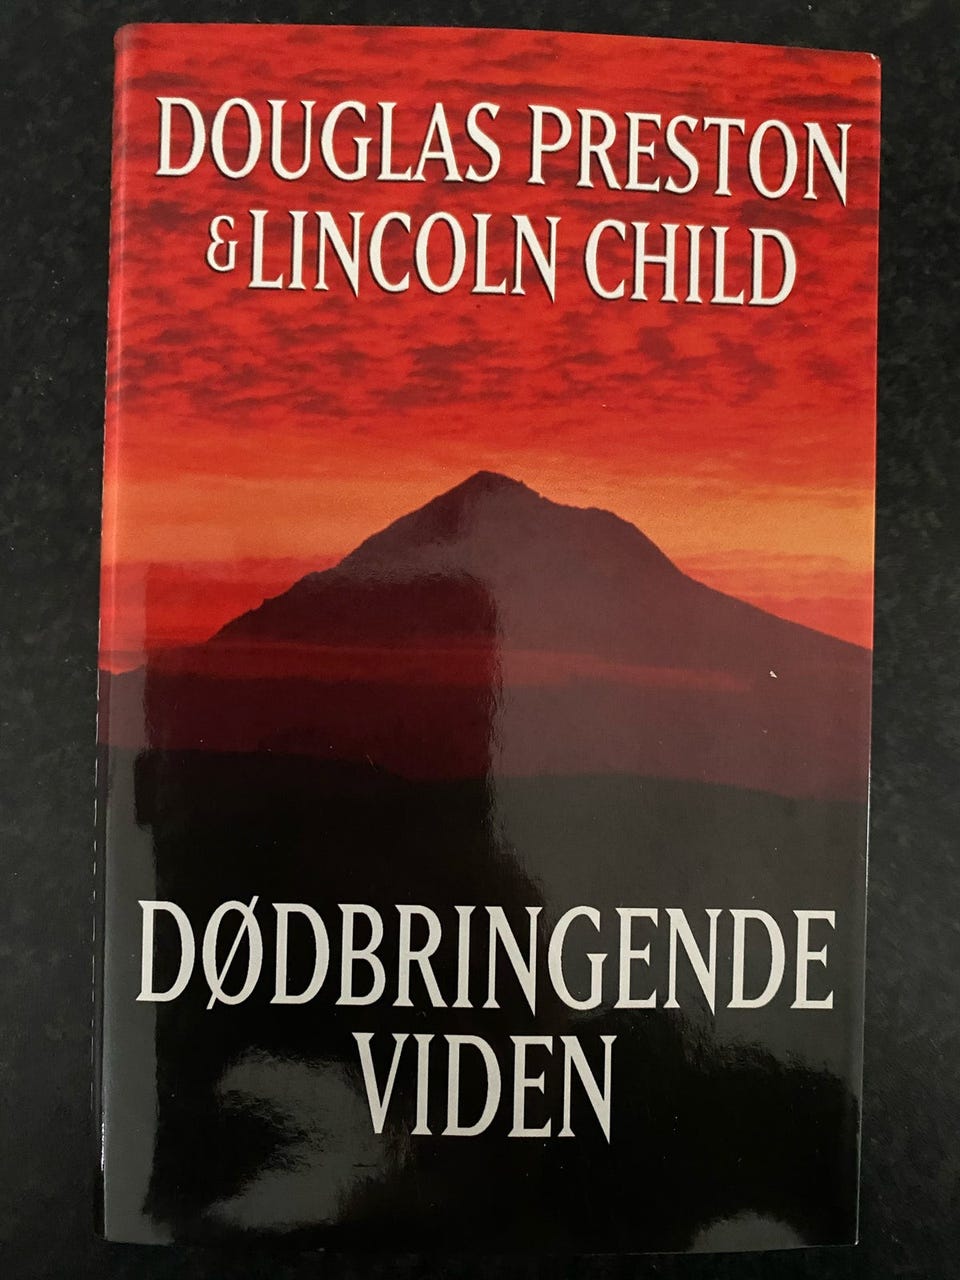 DOUGLAS PRESTON
& LINCOLN CHILD
DØDBRINGENDE
VIDEN